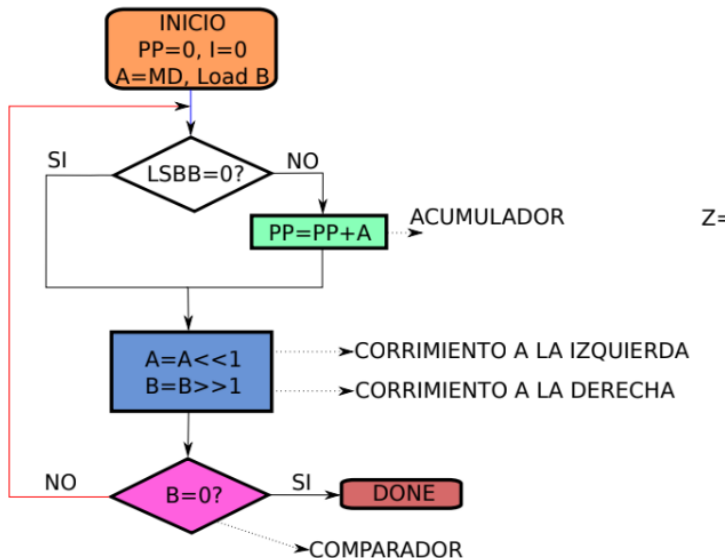 INICIO
PP=0, I=0
A=MD, Load B
SI
LSBB=0?
NO
PP=PP+A
ACUMULADOR
Z=
A=A<<1
B=B>>1
CORRIMIENTO A LA IZQUIERDA
CORRIMIENTO A LA DERECHA
NO
B=0?
SI
DONE
COMPARADOR